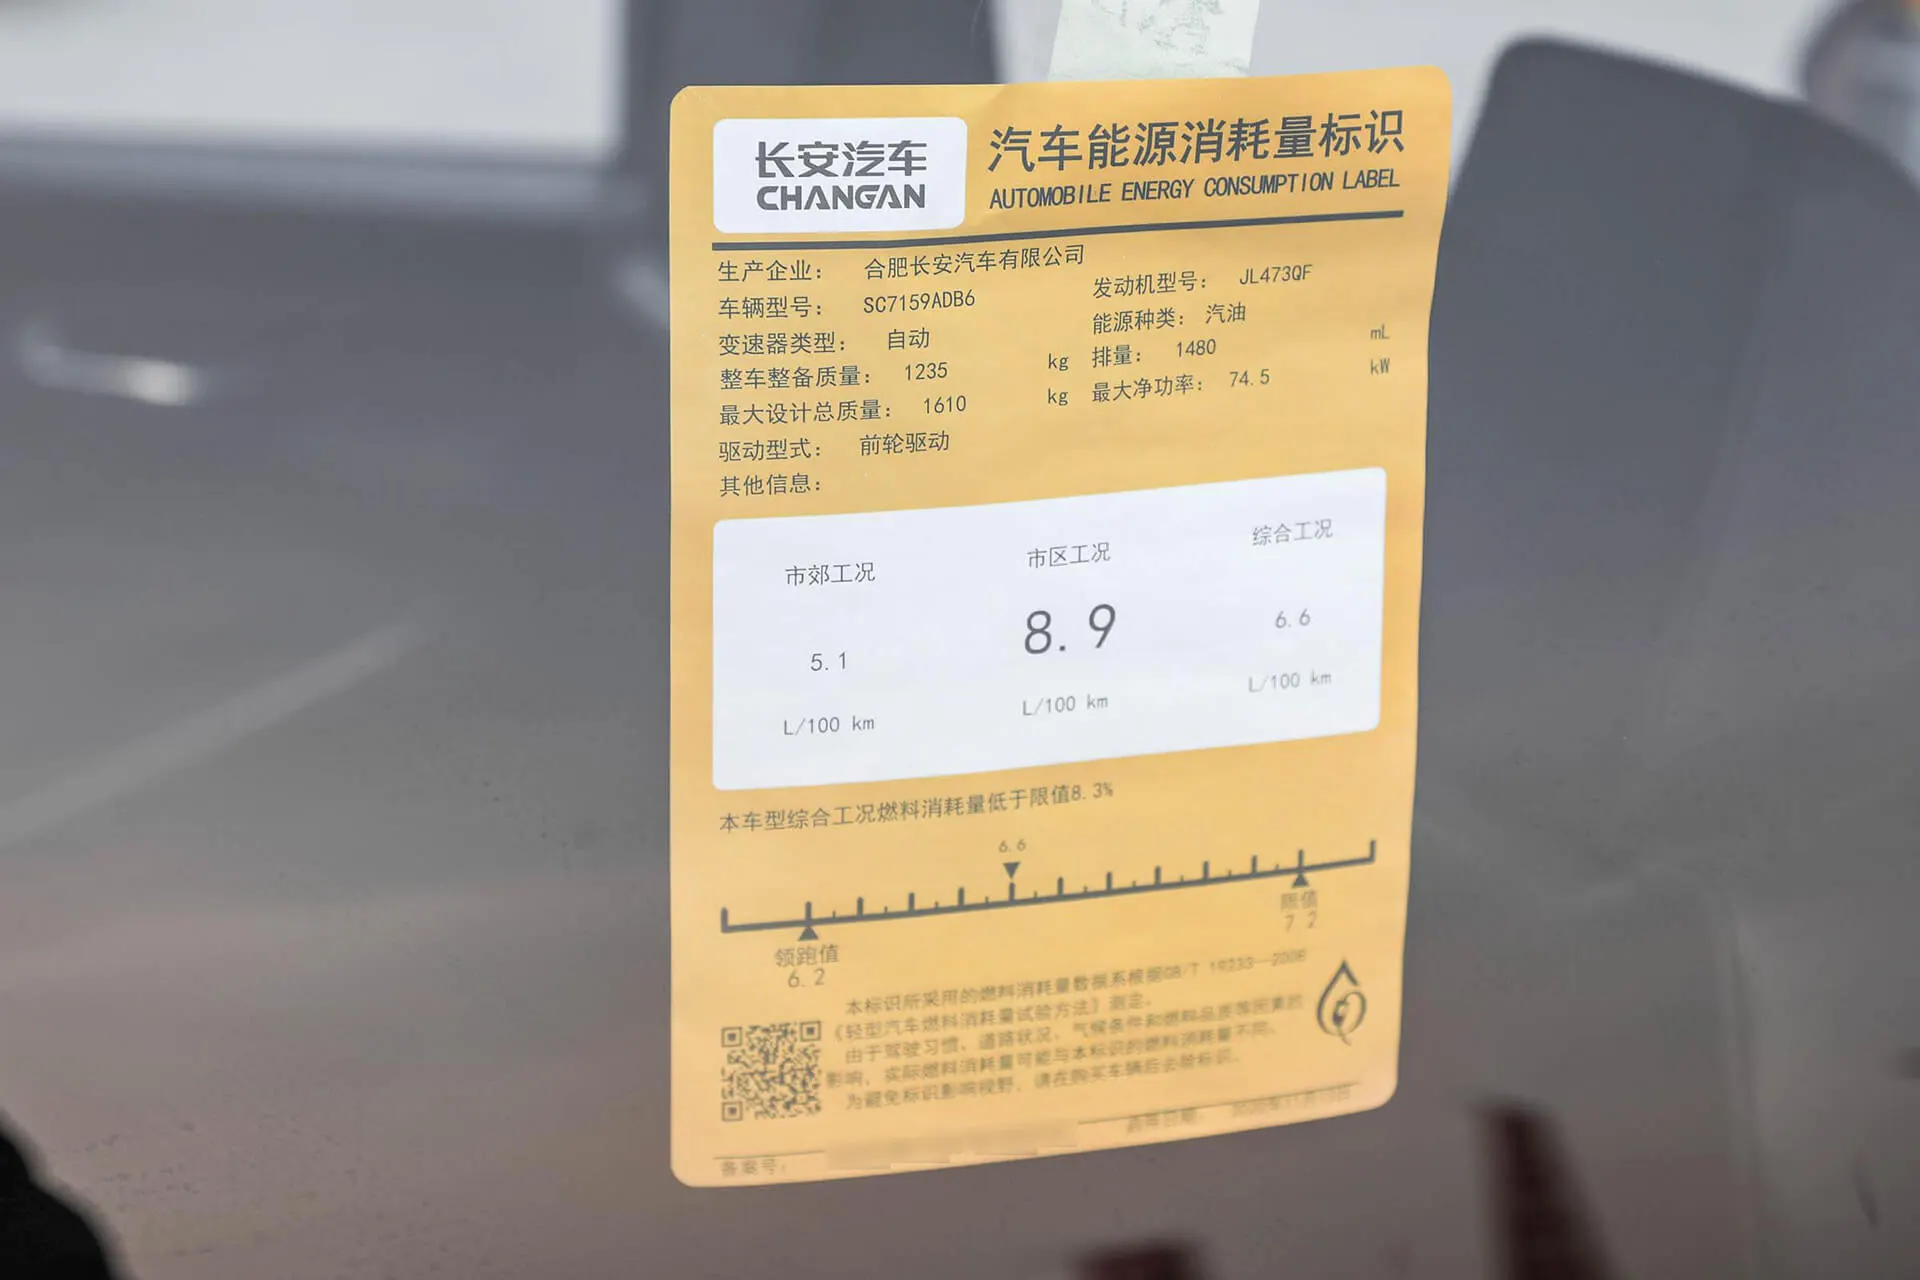 长安汽车
CHANGAN
汽车能源消耗量标识
AUTOMOBILE ENERGY CONSUMPTION LABEL
生产企业： 合肥长安汽车有限公司
车辆型号： SC7159ADB6
发动机型号： JL473QF
变速器类型： 自动
能源种类： 汽油
整车整备质量： 1235 kg
排量： 1480 mL
最大设计总质量： 1610 kg
最大净功率： 74.5 kW
驱动型式： 前轮驱动
其他信息：
市郊工况 市区工况 综合工况
5.1 8.9 6.6
L/100 km L/100 km L/100 km
本车型综合工况燃料消耗量低于限值8.3%
6.6
领跑值 限值
6.2 7.2
本标识所采用的燃料消耗量数据系根据GB/T 19233—2008
《轻型汽车燃料消耗量试验方法》测定。
由于驾驶习惯、道路状况、气候条件和燃料品质等因素的
影响，实际燃料消耗量可能与本标识的燃料消耗量不同。
为避免标识影响视野，请在购买车辆后去除标识。
备案号：